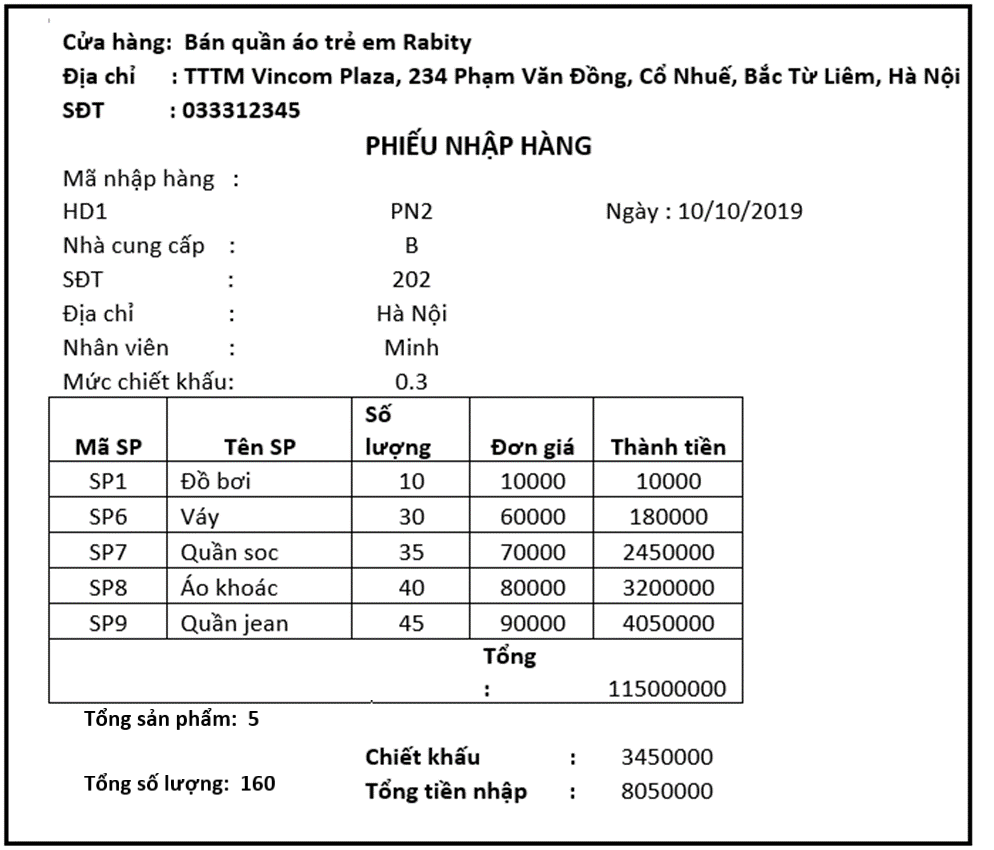 Cửa hàng: Bán quần áo trẻ em Rabity
Địa chỉ : TTTM Vincom Plaza, 234 Phạm Văn Đồng, Cổ Nhuế, Bắc Từ Liêm, Hà Nội
SĐT : 033312345
PHIẾU NHẬP HÀNG
Mã nhập hàng :
HD1 PN2 Ngày : 10/10/2019
Nhà cung cấp : B
SĐT : 202
Địa chỉ : Hà Nội
Nhân viên : Minh
Mức chiết khấu: 0.3
Mã SP Tên SP Số lượng Đơn giá Thành tiền
SP1 Đồ bơi 10 10000 10000
SP6 Váy 30 60000 180000
SP7 Quần soc 35 70000 2450000
SP8 Áo khoác 40 80000 3200000
SP9 Quần jean 45 90000 4050000
Tổng : 115000000
Tổng sản phẩm: 5
Chiết khấu : 3450000
Tổng số lượng: 160
Tổng tiền nhập : 8050000